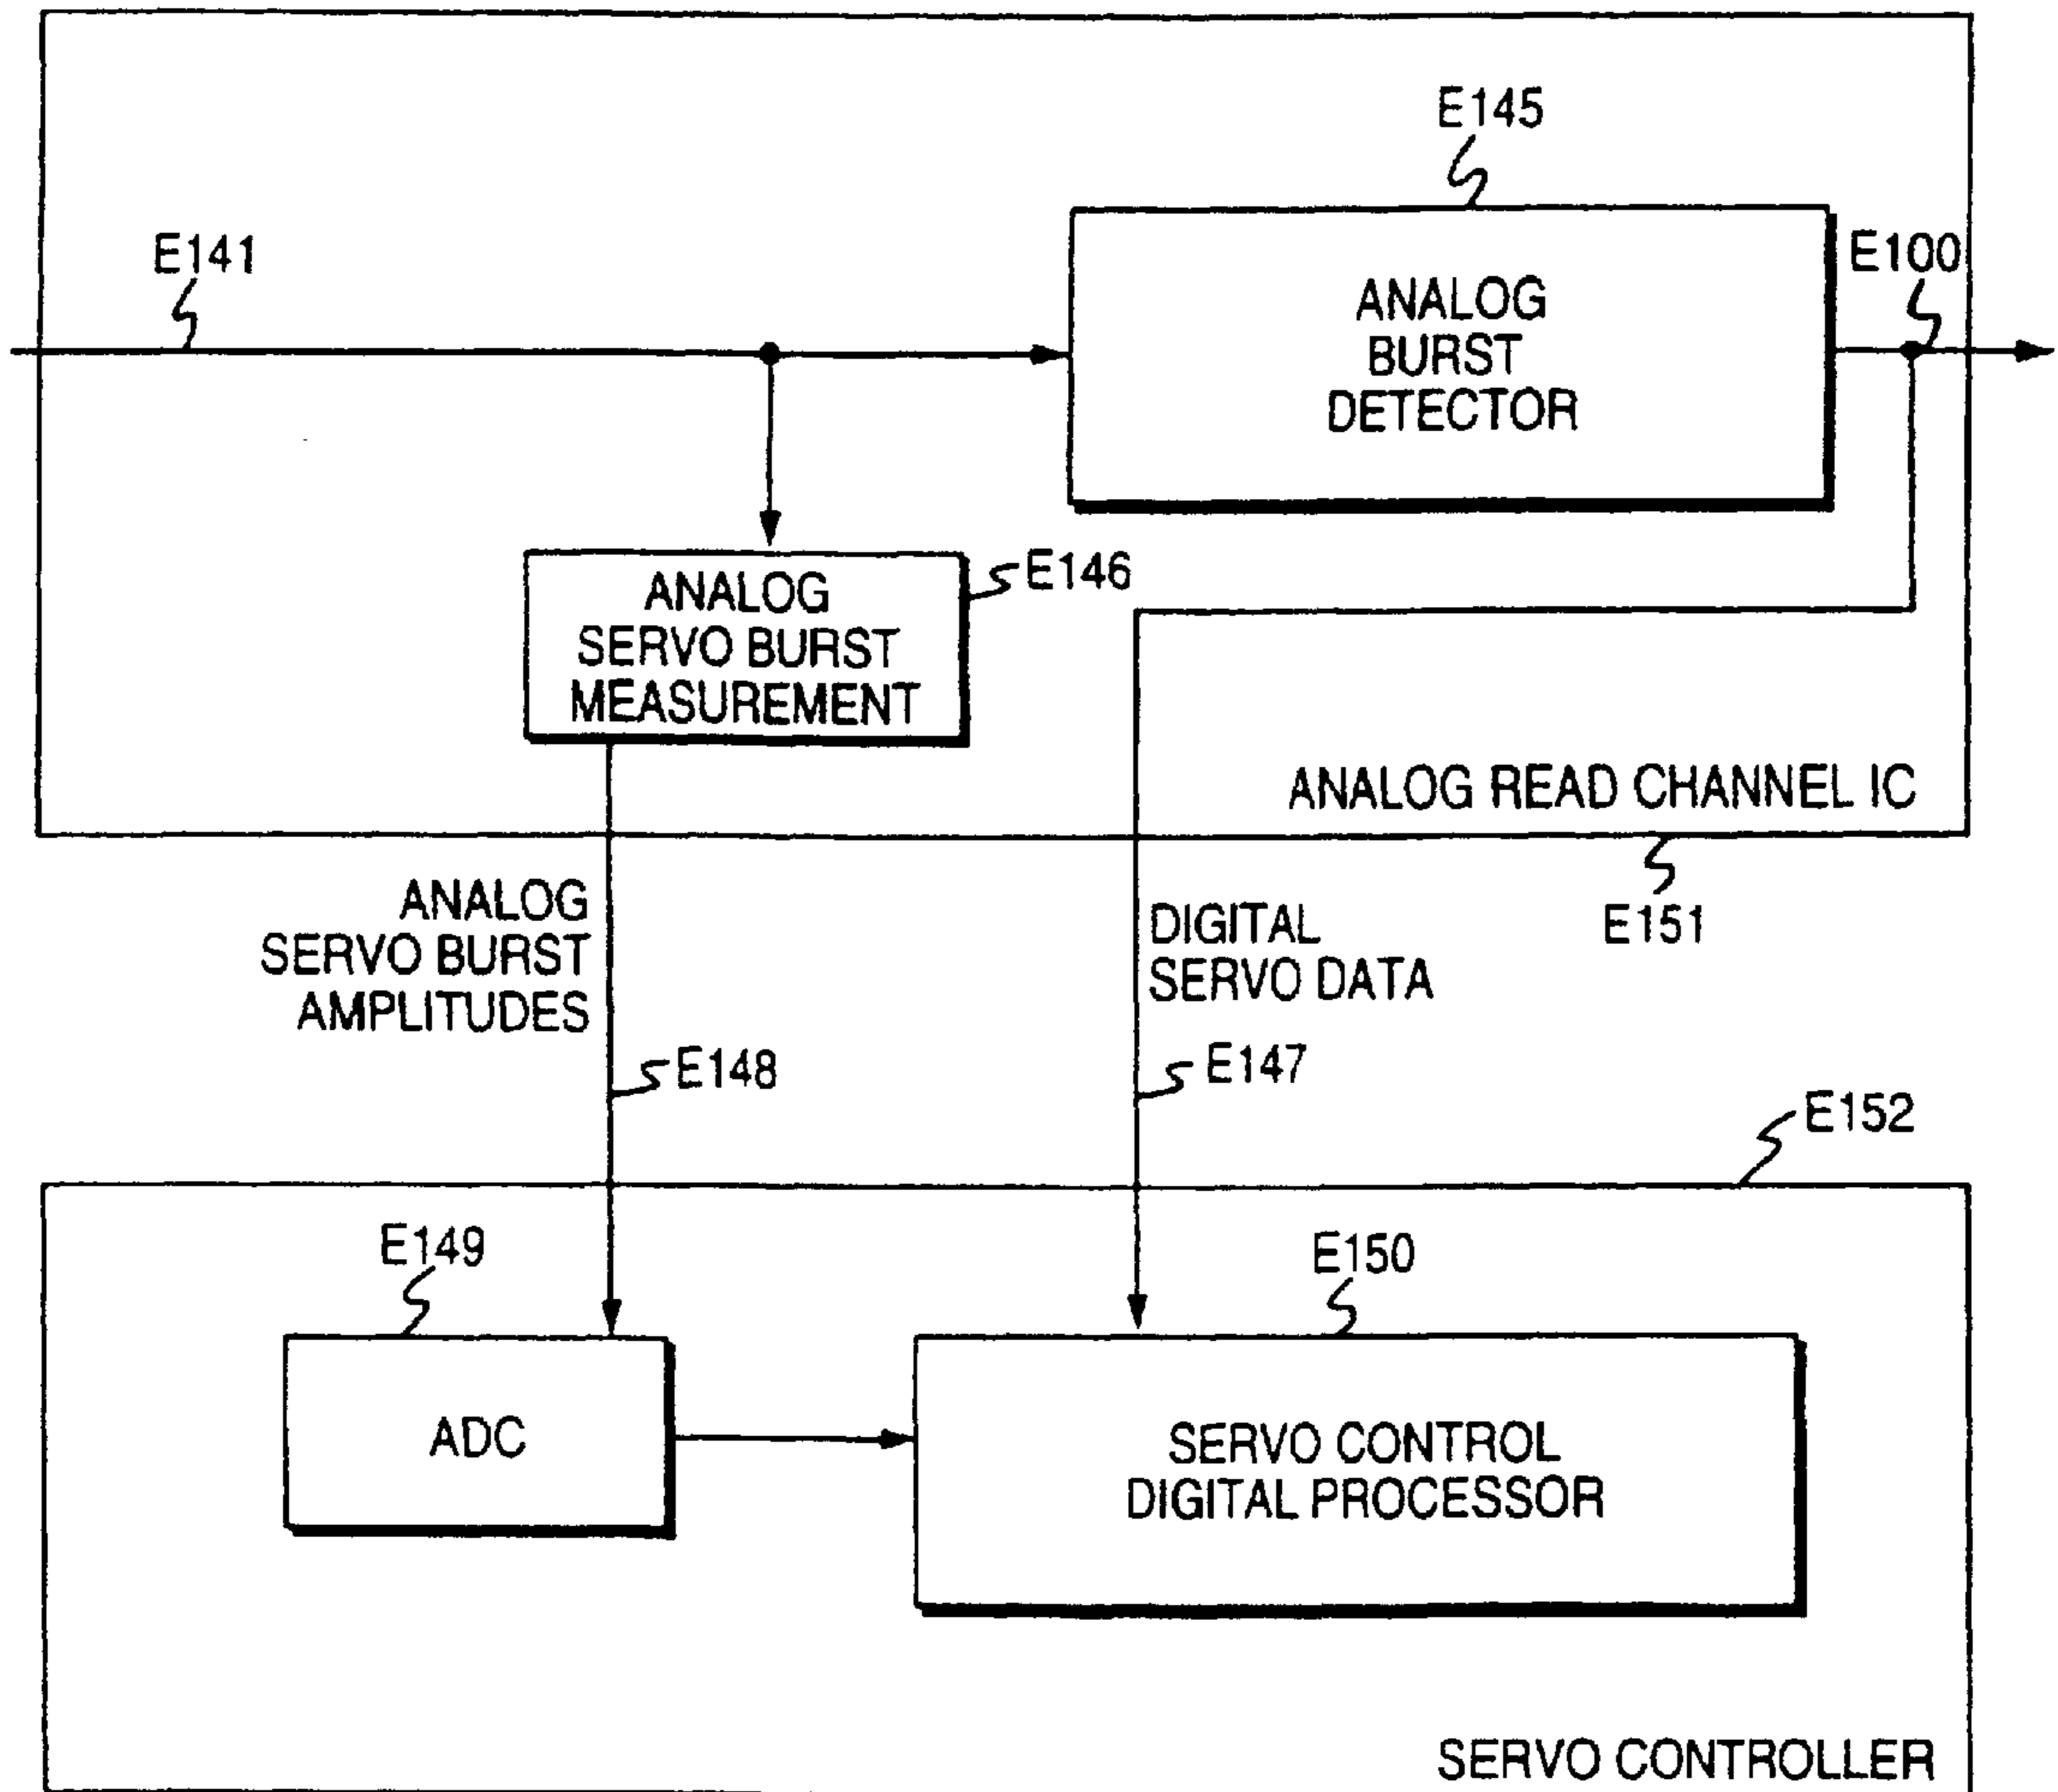 E145
E141
E100
ANALOG
BURST
DETECTOR
E146
ANALOG
SERVO BURST
MEASUREMENT
ANALOG READ CHANNEL IC
E151
ANALOG
SERVO BURST
AMPLITUDES
DIGITAL
SERVO DATA
E148
E147
E152
E149
E150
ADC
SERVO CONTROL
DIGITAL PROCESSOR
SERVO CONTROLLER